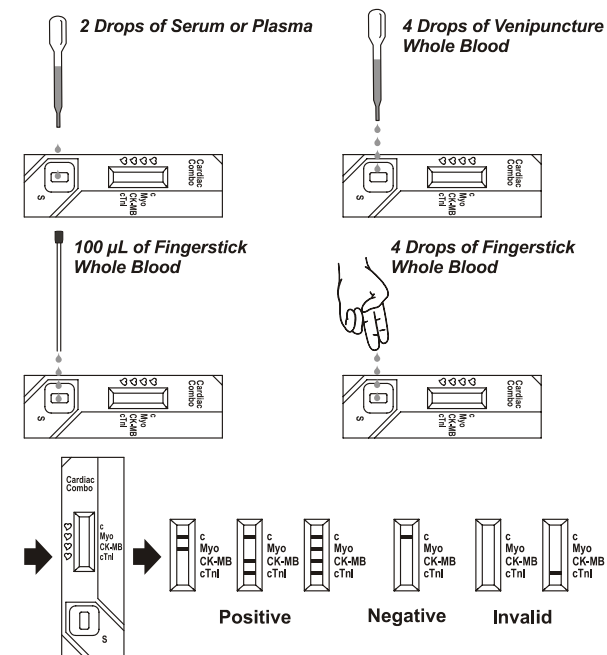 2 Drops of Serum or Plasma
4 Drops of Venipuncture
Whole Blood
Cardiac
Combo
S
c
Myo
CK-MB
cTnI
Cardiac
Combo
S
c
Myo
CK-MB
cTnI
100 µL of Fingerstick
Whole Blood
4 Drops of Fingerstick
Whole Blood
Cardiac
Combo
S
c
Myo
CK-MB
cTnI
Cardiac
Combo
S
c
Myo
CK-MB
cTnI
Cardiac
Combo
c
Myo
CK-MB
cTnI
S
c
Myo
CK-MB
cTnI
c
Myo
CK-MB
cTnI
c
Myo
CK-MB
cTnI
Positive
c
Myo
CK-MB
cTnI
Negative
c
Myo
CK-MB
cTnI
c
Myo
CK-MB
cTnI
Invalid